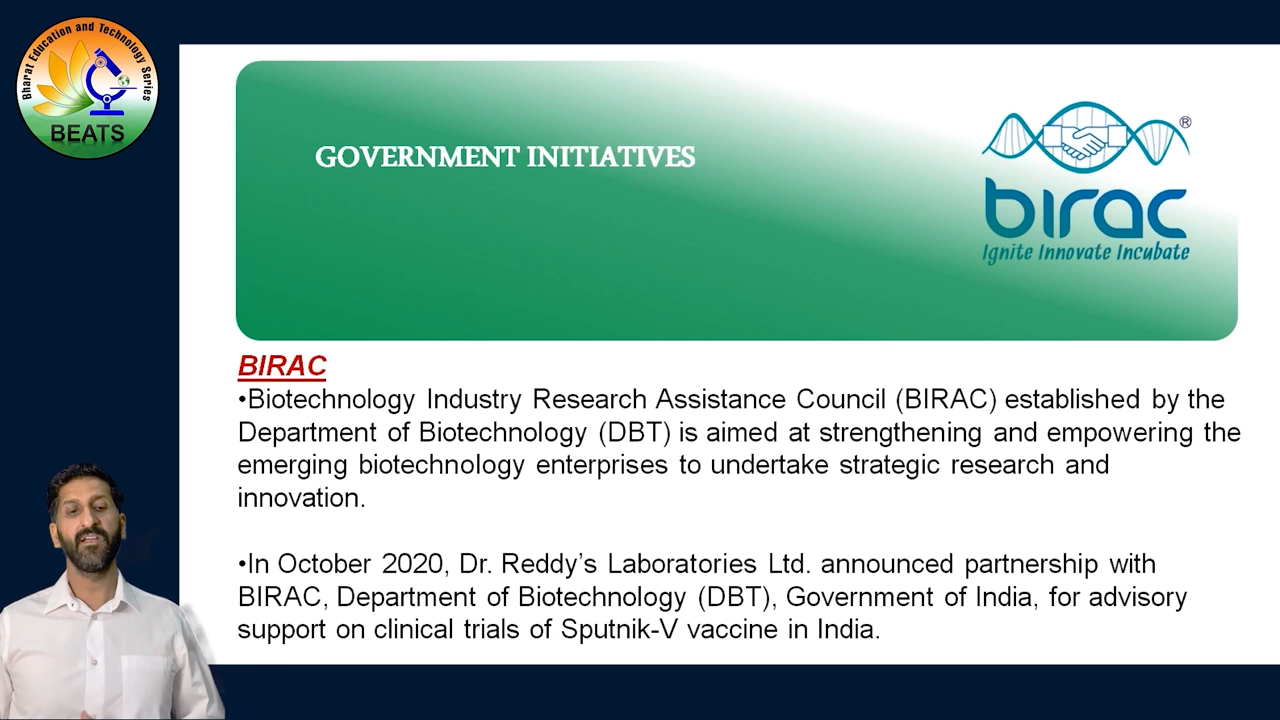 Bharat Education and Technology Series
BEATS
GOVERNMENT INITIATIVES
®
birac
Ignite Innovate Incubate
BIRAC
•Biotechnology Industry Research Assistance Council (BIRAC) established by the
Department of Biotechnology (DBT) is aimed at strengthening and empowering the
emerging biotechnology enterprises to undertake strategic research and
innovation.
•In October 2020, Dr. Reddy’s Laboratories Ltd. announced partnership with
BIRAC, Department of Biotechnology (DBT), Government of India, for advisory
support on clinical trials of Sputnik-V vaccine in India.